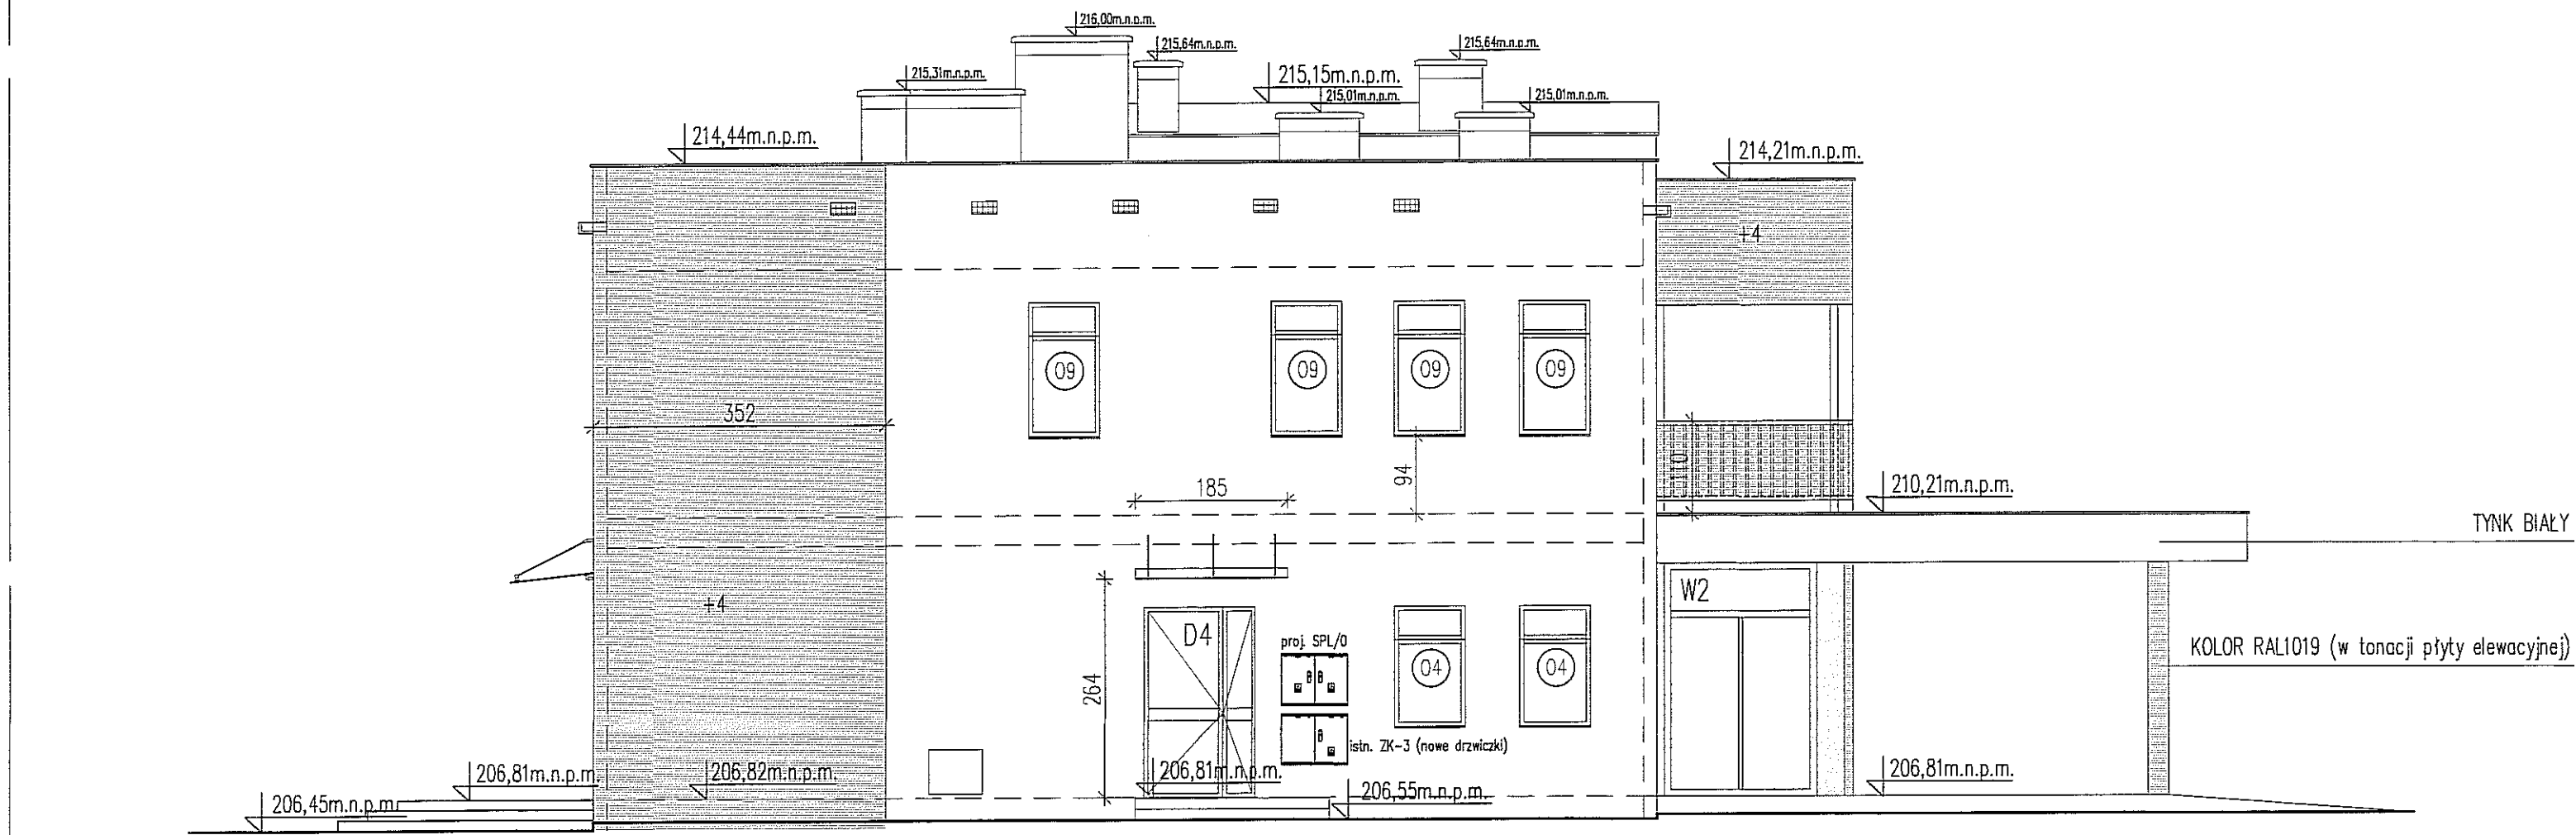 216,00m.n.p.m.
215,64m.n.p.m.
215,64m.n.p.m.
215,31m.n.p.m.
215,15m.n.p.m.
215,01m.n.p.m.
215,01m.n.p.m.
214,44m.n.p.m.
214,21m.n.p.m.
+4
09
09
09
09
352
94
110
185
210,21m.n.p.m.
TYNK BIAŁY
W2
+4
D4
proj. SPL/0
04
04
KOLOR RAL1019 (w tonacji płyty elewacyjnej)
264
istn. ZK-3 (nowe drzwiczki)
206,81m.n.p.m.
206,82m.n.p.m.
206,81m.n.p.m.
206,81m.n.p.m.
206,45m.n.p.m.
206,55m.n.p.m.